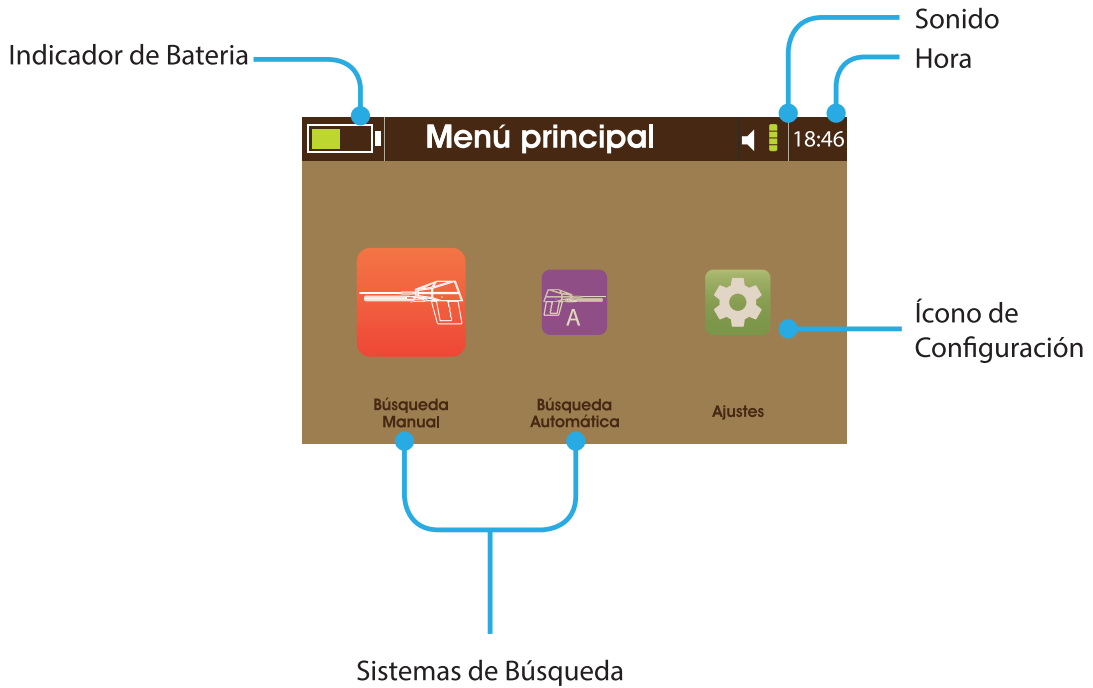 Sonido
Indicador de Bateria
Hora
Menú principal
18:46
Ícono de
Configuración
Búsqueda
Manual
A
Búsqueda
Automática
Ajustes
Sistemas de Búsqueda